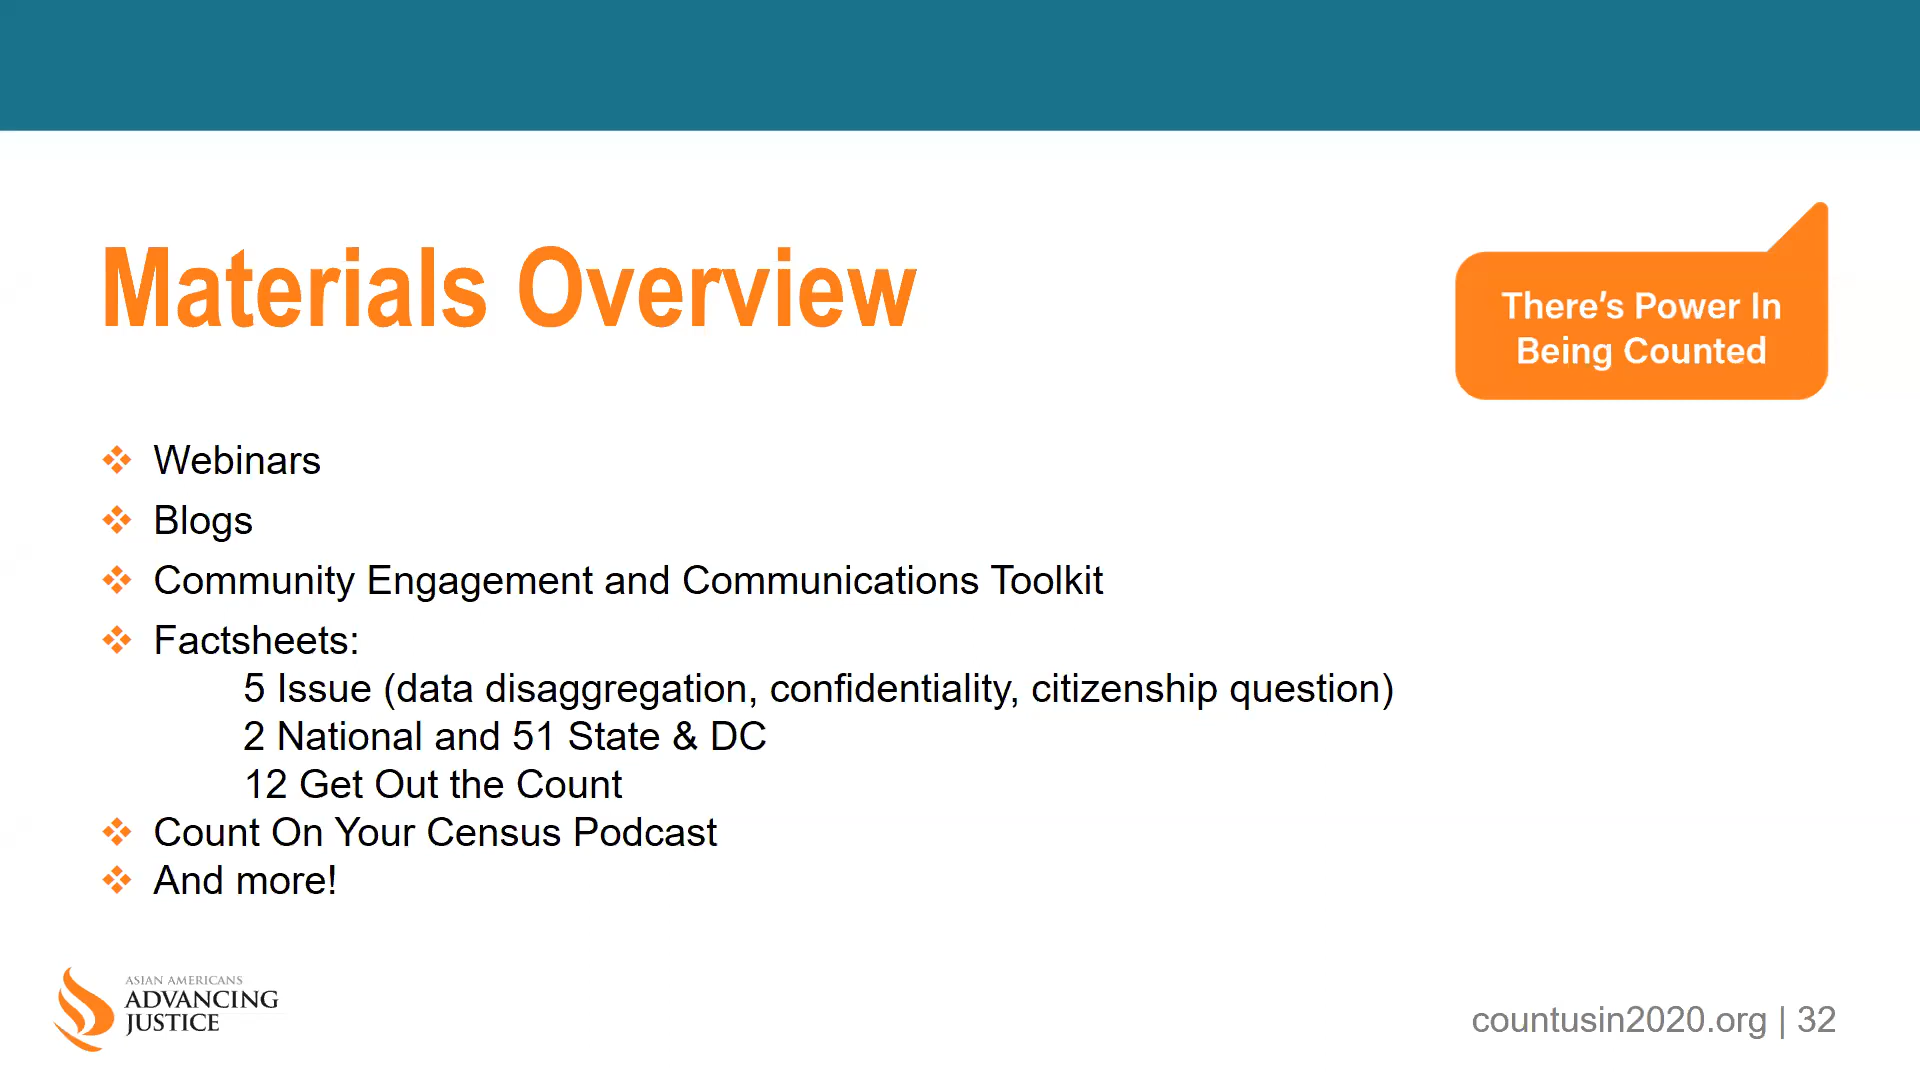 Materials Overview
There's Power In
Being Counted
❖ Webinars
❖ Blogs
❖ Community Engagement and Communications Toolkit
❖ Factsheets:
5 Issue (data disaggregation, confidentiality, citizenship question)
2 National and 51 State & DC
12 Get Out the Count
❖ Count On Your Census Podcast
❖ And more!
ASIAN AMERICANS
ADVANCING
JUSTICE
countusin2020.org | 32